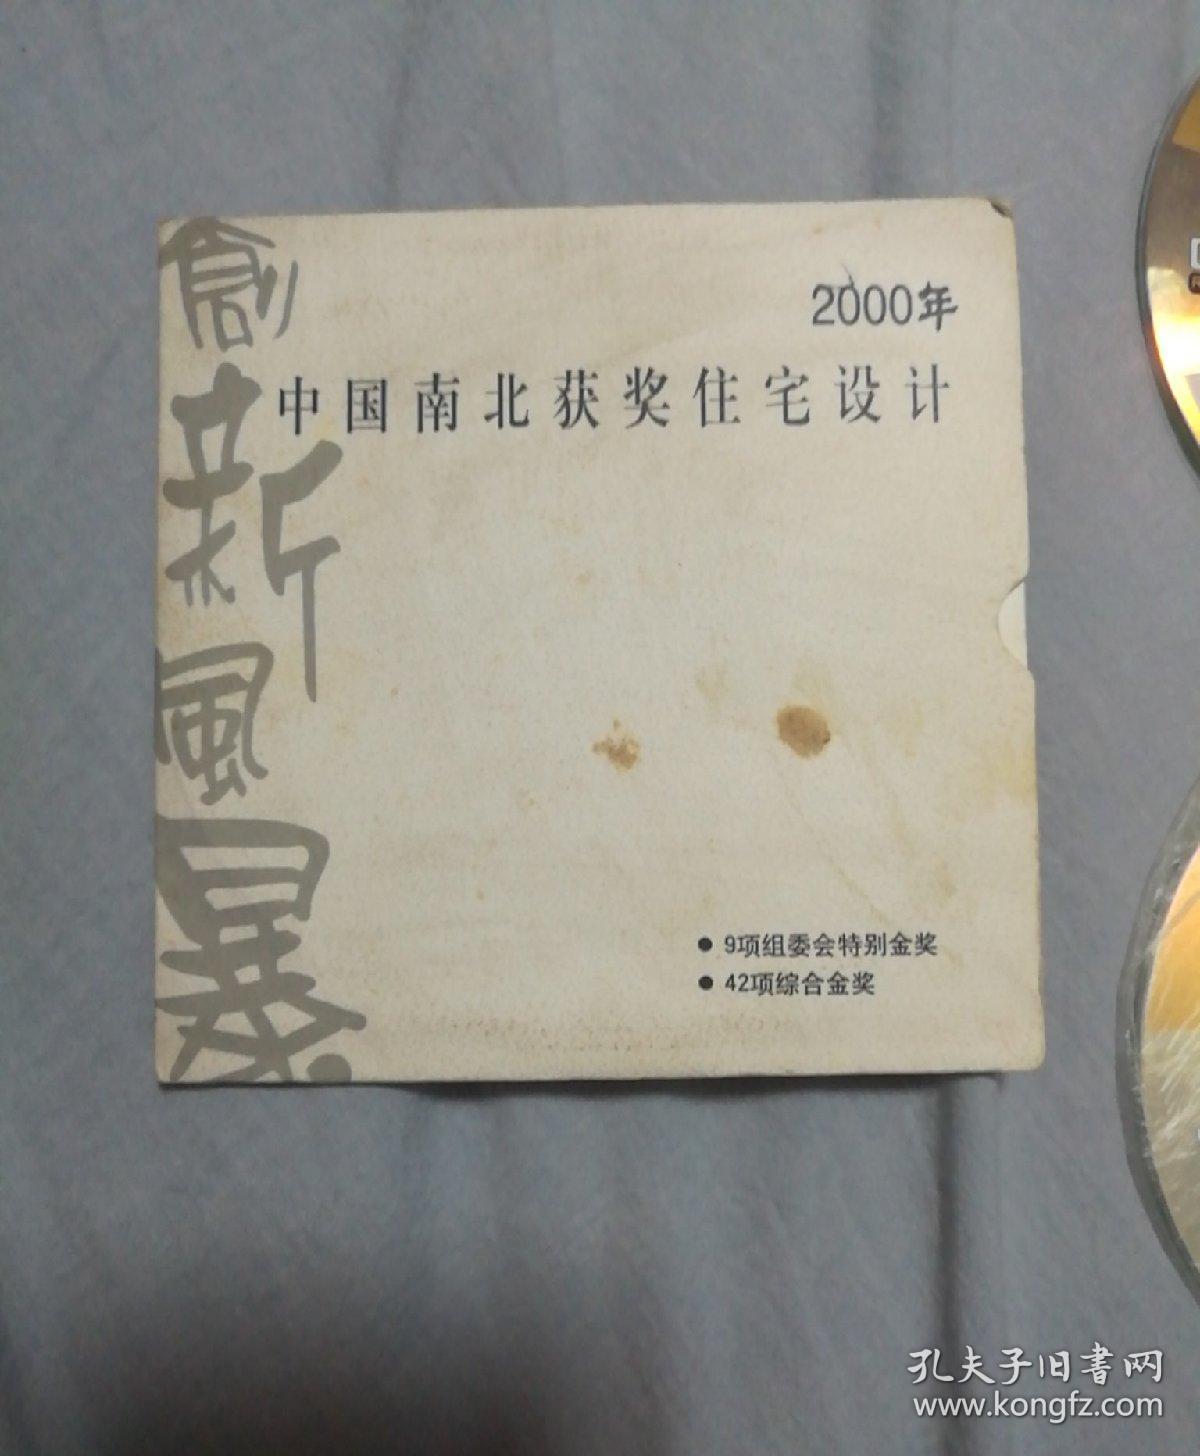 創新風暴
2000年
中国南北获奖住宅设计
● 9项组委会特别金奖
● 42项综合金奖
孔夫子旧書网
www.kongfz.com